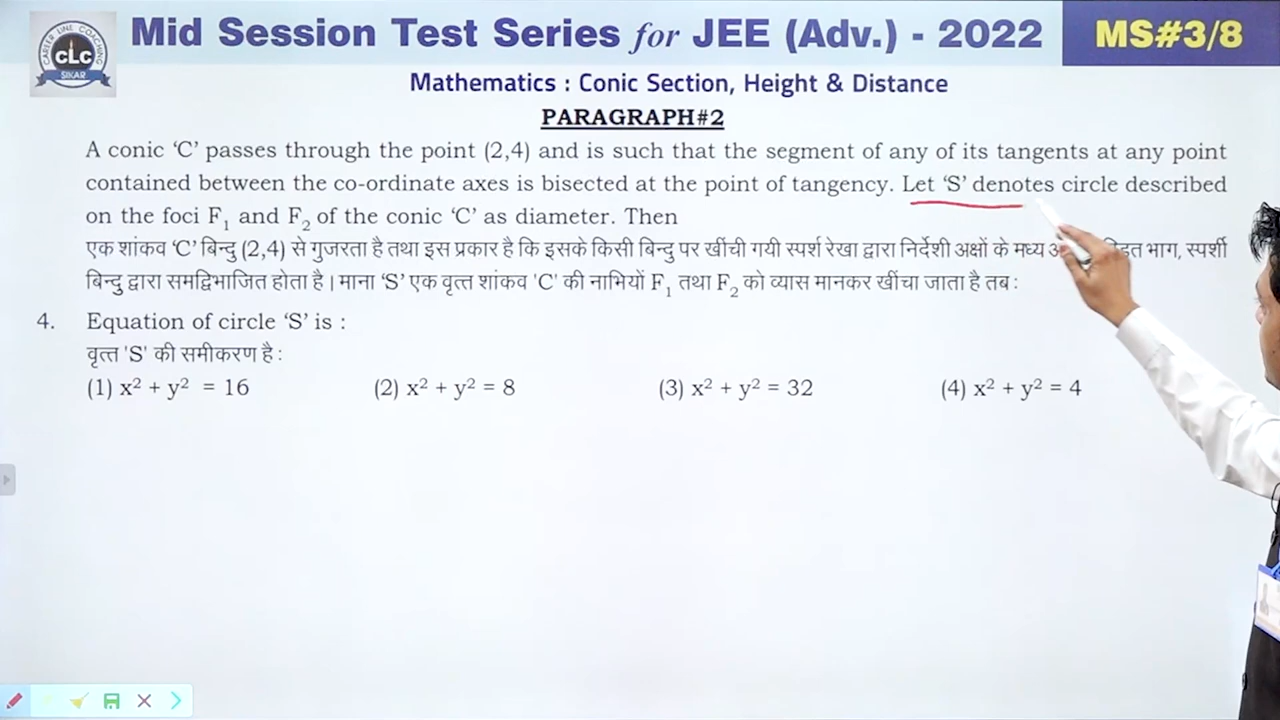 Mid Session Test Series for JEE (Adv.) - 2022
MS#3/8
CAREER LINE COACHING
CLC
SIKAR
Mathematics : Conic Section, Height & Distance
PARAGRAPH#2
A conic ‘C’ passes through the point (2,4) and is such that the segment of any of its tangents at any point
contained between the co-ordinate axes is bisected at the point of tangency. Let ‘S’ denotes circle described
on the foci F₁ and F₂ of the conic ‘C’ as diameter. Then
एक शांकव ‘C’ बिन्दु (2,4) से गुजरता है तथा इस प्रकार है कि इसके किसी बिन्दु पर खींची गयी स्पर्श रेखा द्वारा निर्देशी अक्षों के मध्य भाग, स्पर्शी
बिन्दु द्वारा समद्विभाजित होता है। माना ‘S’ एक वृत्त शांकव 'C' की नाभियों F₁ तथा F₂ को व्यास मानकर खींचा जाता है तब :
4. Equation of circle ‘S’ is :
वृत्त 'S' की समीकरण है :
(1) x² + y² = 16 (2) x² + y² = 8 (3) x² + y² = 32 (4) x² + y² = 4